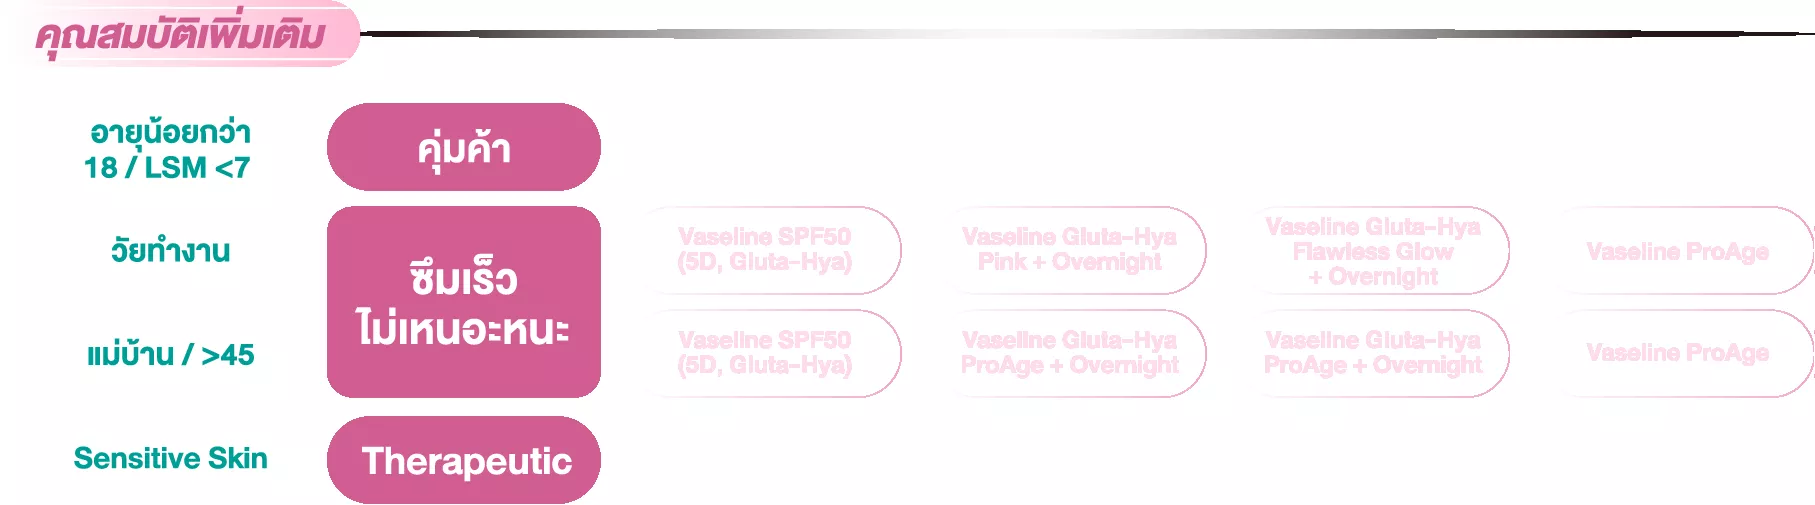 คุณสมบัติเพิ่มเติม
อายุน้อยกว่า
18 / LSM <7
คุ่มค้า
วัยทำงาน
ซึมเร็ว
ไม่เหนอะหนะ
Vaseline SPF50
(5D, Gluta-Hya)
Vaseline Gluta-Hya
Pink + Overnight
Vaseline Gluta-Hya
Flawless Glow
+ Overnight
Vaseline ProAge
แม่บ้าน / >45
Vaseline SPF50
(5D, Gluta-Hya)
Vaseline Gluta-Hya
ProAge + Overnight
Vaseline Gluta-Hya
ProAge + Overnight
Vaseline ProAge
Sensitive Skin
Therapeutic